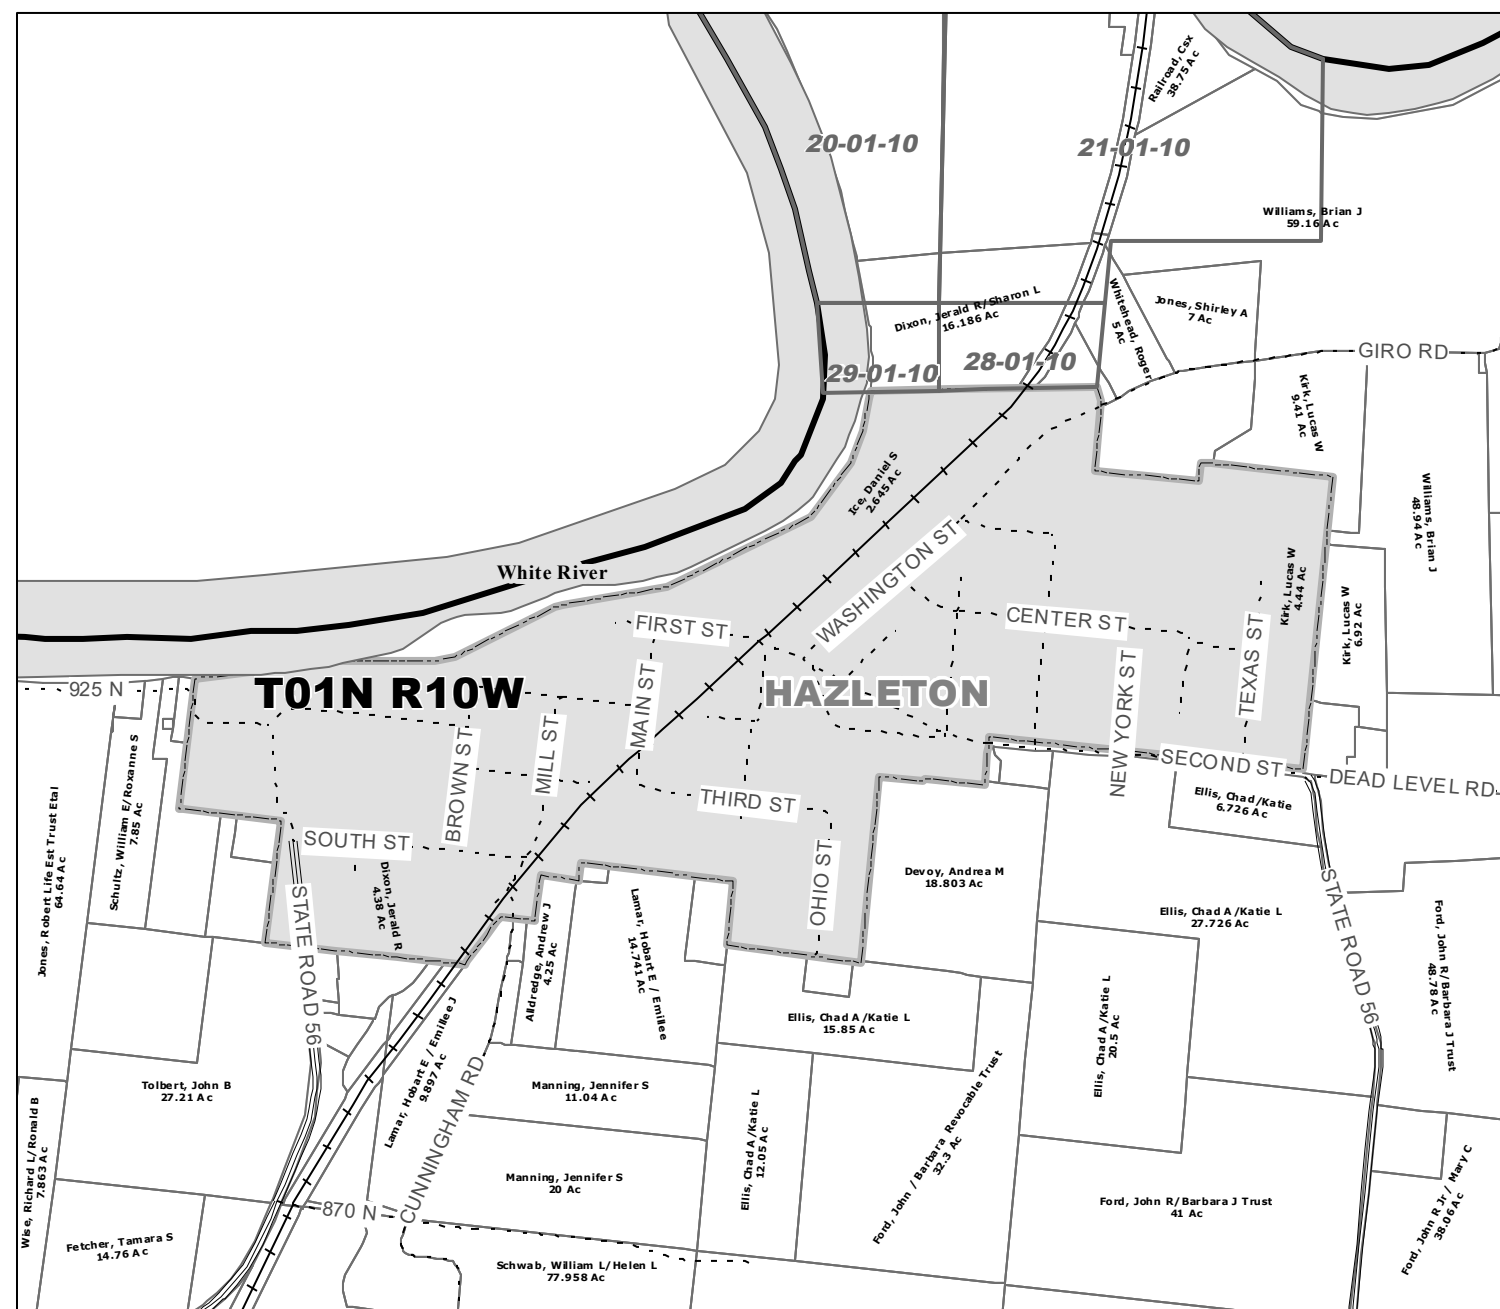 Railroad, Csx
38.75 Ac
20-01-10
21-01-10
Williams, Brian J
59.16 Ac
Dixon, Jerald R/Sharon L
16.186 Ac
Whitehead, Roger
5 Ac
Jones, Shirley A
7 Ac
29-01-10
28-01-10
GIRO RD
Kirk, Lucas W
9.41 Ac
Ice, Daniel S
2.645 Ac
Williams, Brian J
48.94 Ac
White River
WASHINGTON ST
Kirk, Lucas W
4.44 Ac
Kirk, Lucas W
6.92 Ac
FIRST ST
CENTER ST
TEXAS ST
925 N
T01N R10W
MAIN ST
HAZLETON
NEW YORK ST
MILL ST
BROWN ST
SECOND ST
DEAD LEVEL RD
Schultz, William E/Roxanne S
7.85 Ac
Jones, Robert Life Est Trust Etal
64.64 Ac
THIRD ST
Ellis, Chad/Katie
6.726 Ac
SOUTH ST
OHIO ST
Dixon, Jerald R
4.38 Ac
Devoy, Andrea M
18.803 Ac
Ellis, Chad A/Katie L
27.726 Ac
STATE ROAD 56
STATE ROAD 56
Alldredge, Andrew J
4.25 Ac
Lamar, Hobart E / Emillee
14.741 Ac
Ford, John R/Barbara J Trust
48.78 Ac
Ellis, Chad A/Katie L
15.85 Ac
Ellis, Chad A/Katie L
20.5 Ac
Lamar, Hobart E / Emillee J
9.897 Ac
Tolbert, John B
27.21 Ac
Manning, Jennifer S
11.04 Ac
CUNNINGHAM RD
Ellis, Chad A/Katie L
12.05 Ac
Ford, John / Barbara Revocable Trust
32.3 Ac
Wise, Richard L/Ronald B
7.863 Ac
Manning, Jennifer S
20 Ac
Ford, John R/Barbara J Trust
41 Ac
Ford, John R Jr / Mary C
38.06 Ac
870 N
Fetcher, Tamara S
14.76 Ac
Schwab, William L/Helen L
77.958 Ac